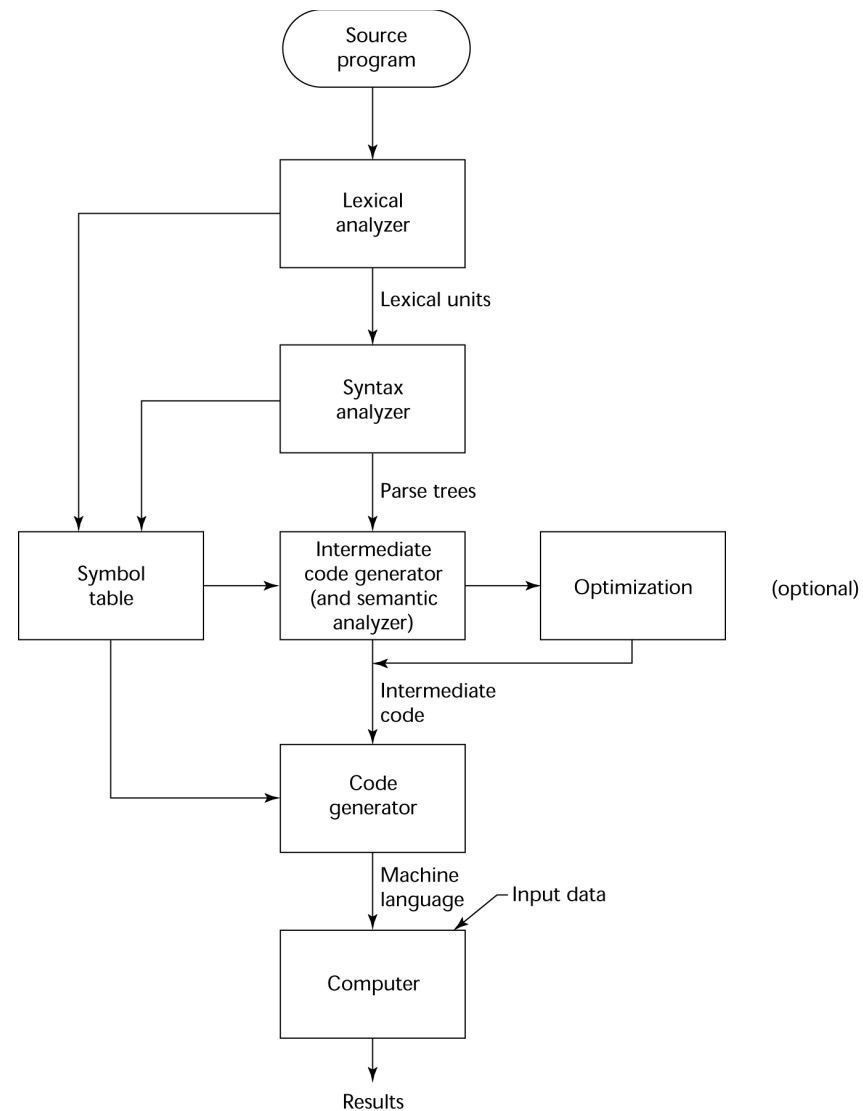 Source
program
Lexical
analyzer
Lexical units
Syntax
analyzer
Parse trees
Symbol
table
Intermediate
code generator
(and semantic
analyzer)
Optimization
(optional)
Intermediate
code
Code
generator
Machine
language
Input data
Computer
Results